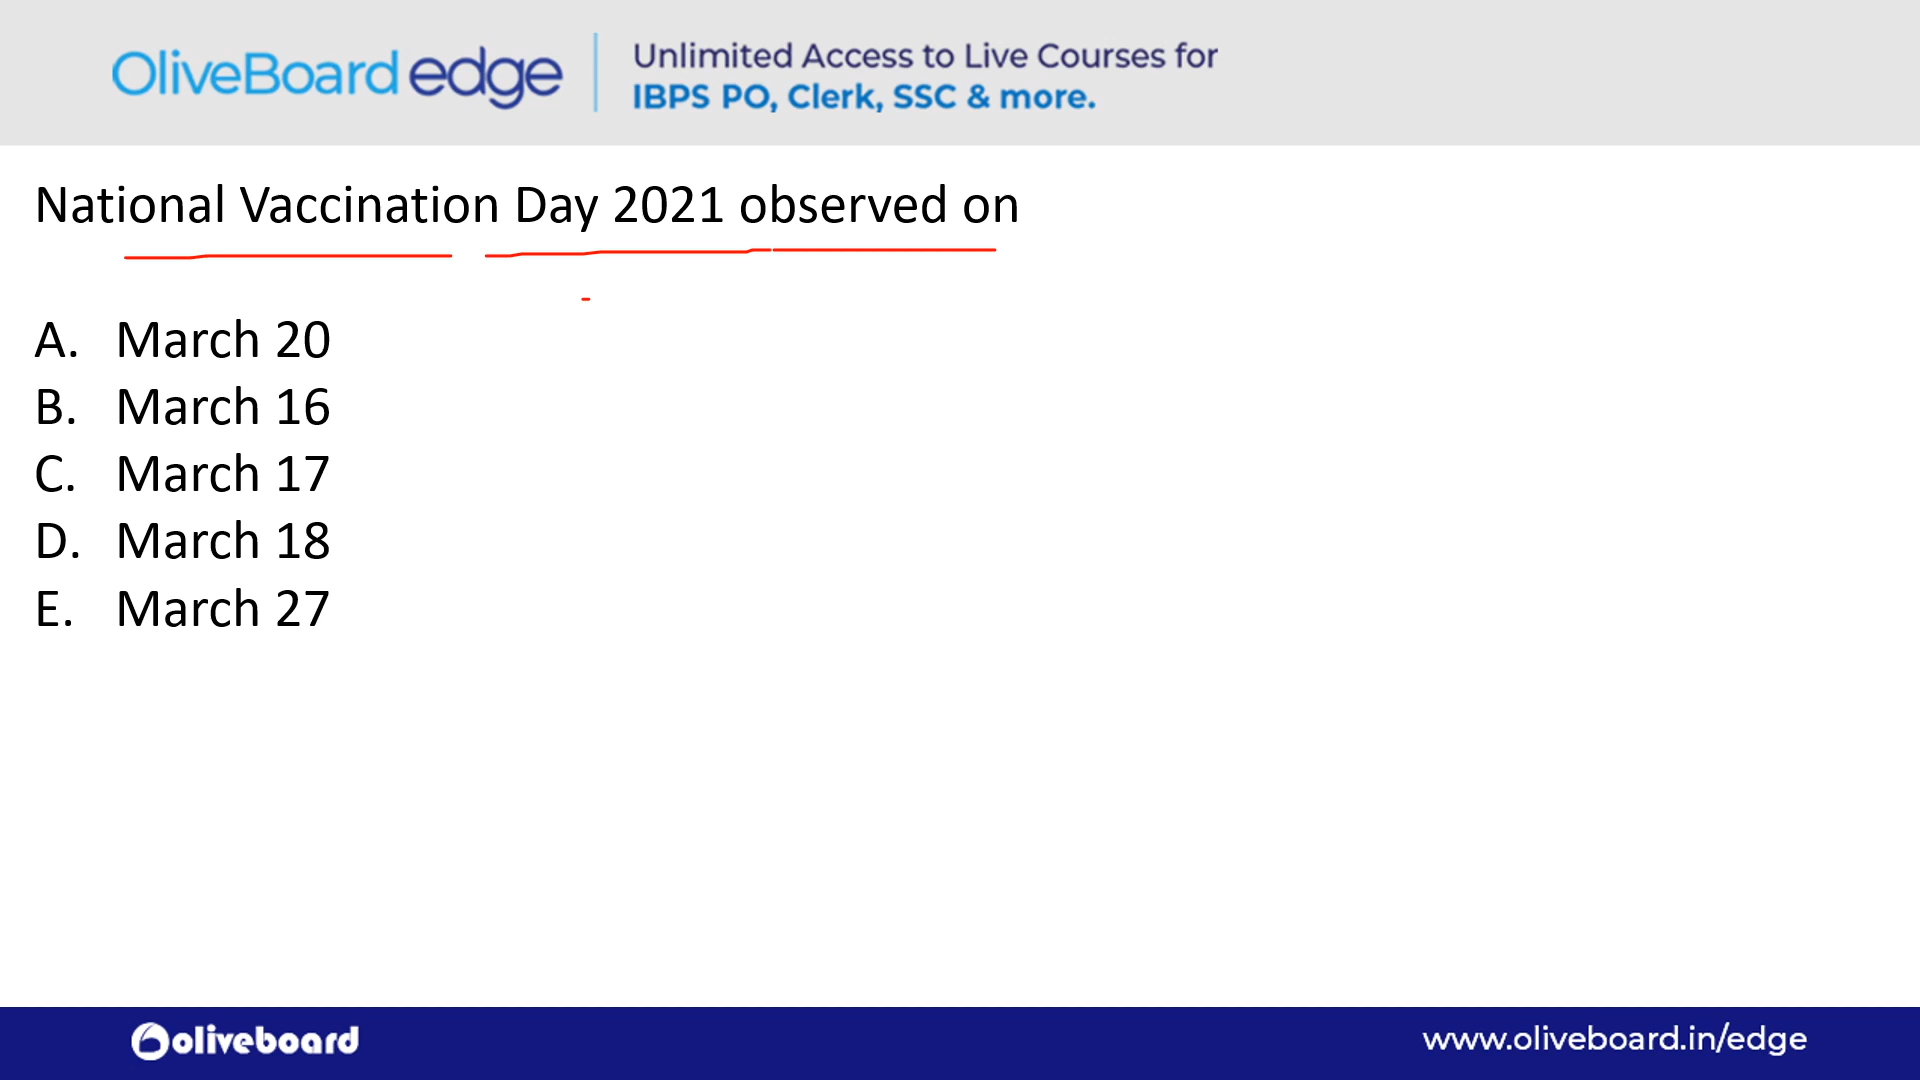 OliveBoard edge
Unlimited Access to Live Courses for
IBPS PO, Clerk, SSC & more.
National Vaccination Day 2021 observed on
A. March 20
B. March 16
C. March 17
D. March 18
E. March 27
oliveboard
www.oliveboard.in/edge